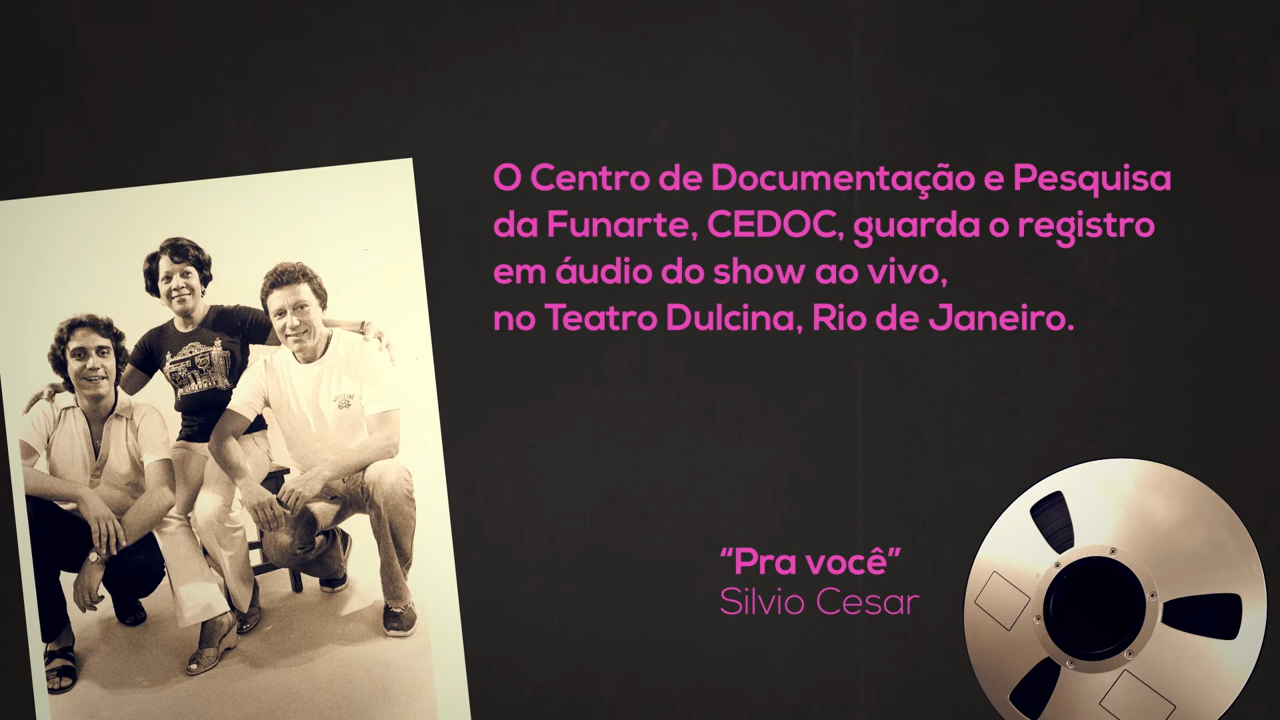 O Centro de Documentação e Pesquisa
da Funarte, CEDOC, guarda o registro
em áudio do show ao vivo,
no Teatro Dulcina, Rio de Janeiro.
“Pra você”
Silvio Cesar